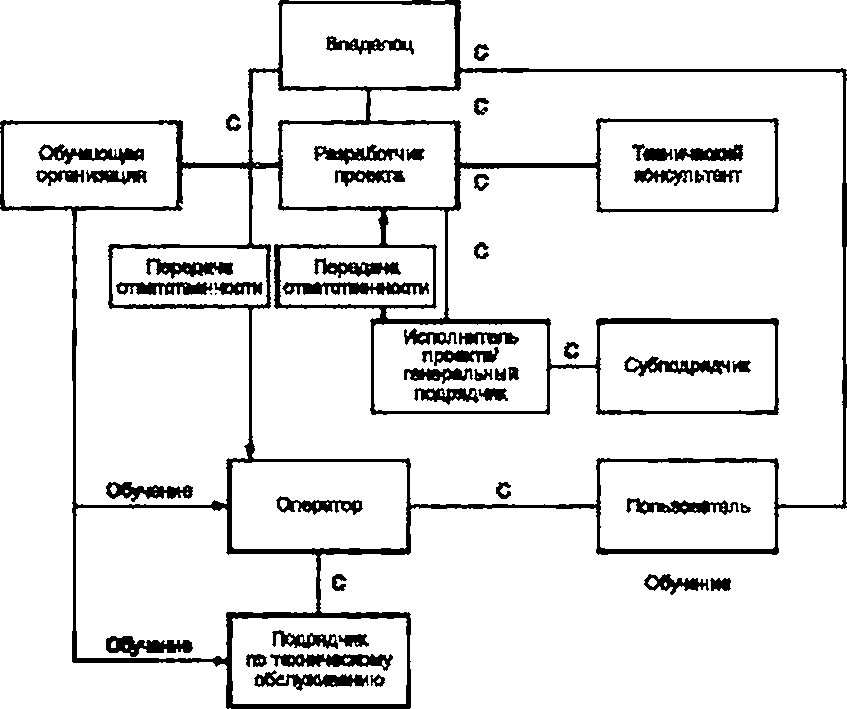 Владелец
С
С
С
Обучающая
организация
Разработчик
проекта
С
Технический
консультант
Передача
ответственности
Передача
ответственности
С
Исполнитель
проекта/
генеральный
подрядчик
С
Субподрядчик
Обучение
Оператор
С
Пользователь
С
Обучение
Обучение
Подрядчик
по техническому
обслуживанию